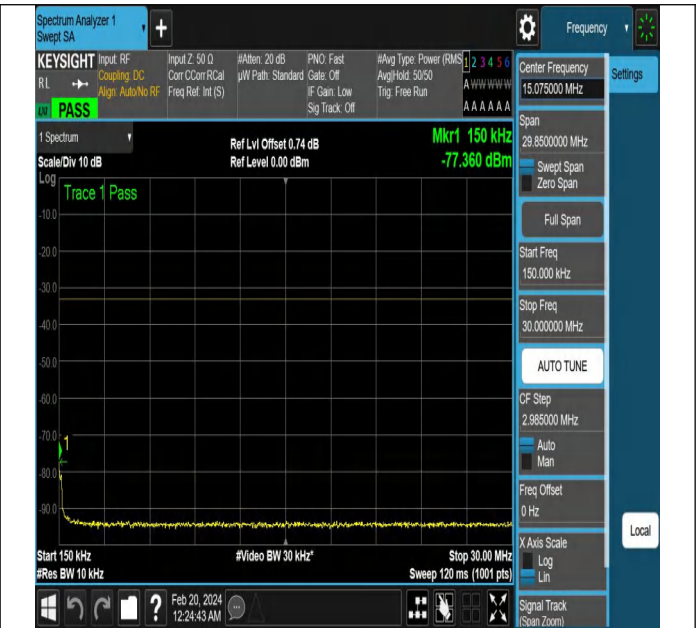 Spectrum Analyzer 1
Swept SA
+
Frequency
KEYSIGHT
RL
LXI
PASS
Input: RF
Coupling: DC
Align: Auto/No RF
Input Z: 50 Ω
Corr CCorr RCal
Freq Ref: Int (S)
#Atten: 20 dB
µW Path: Standard
PNO: Fast
Gate: Off
IF Gain: Low
Sig Track: Off
#Avg Type: Power (RMS
Avg|Hold: 50/50
Trig: Free Run
1 2 3 4 5 6
A W W W W W
A A A A A A
1 Spectrum
Scale/Div 10 dB
Ref Lvl Offset 0.74 dB
Ref Level 0.00 dBm
Mkr1 150 kHz
-77.360 dBm
Log
Trace 1 Pass
-10.0
-20.0
-30.0
-40.0
-50.0
-60.0
-70.0
1
-80.0
-90.0
Start 150 kHz
#Res BW 10 kHz
#Video BW 30 kHz*
Stop 30.00 MHz
Sweep 120 ms (1001 pts)
?
Feb 20, 2024
12:24:43 AM
Center Frequency
15.075000 MHz
Settings
Span
29.8500000 MHz
Swept Span
Zero Span
Full Span
Start Freq
150.000 kHz
Stop Freq
30.000000 MHz
AUTO TUNE
CF Step
2.985000 MHz
Auto
Man
Freq Offset
0 Hz
X Axis Scale
Log
Lin
Local
Signal Track
(Span Zoom)